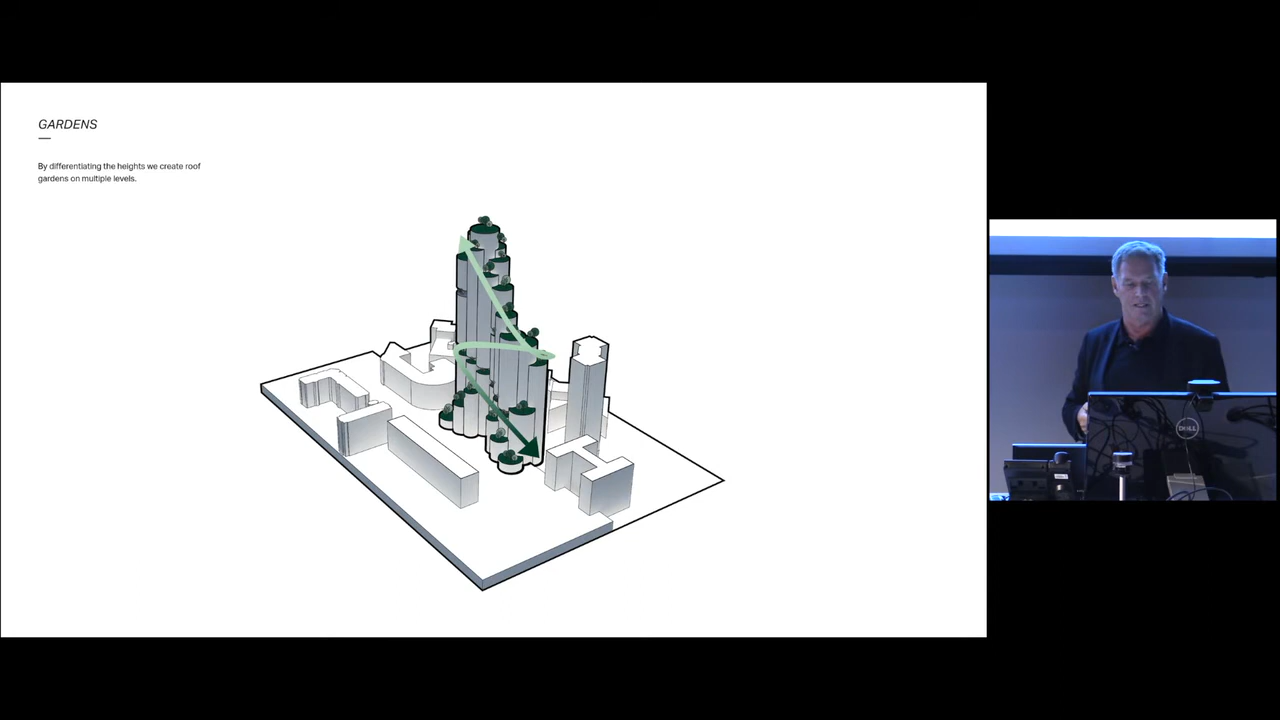 GARDENS
By differentiating the heights we create roof
gardens on multiple levels.
DELL